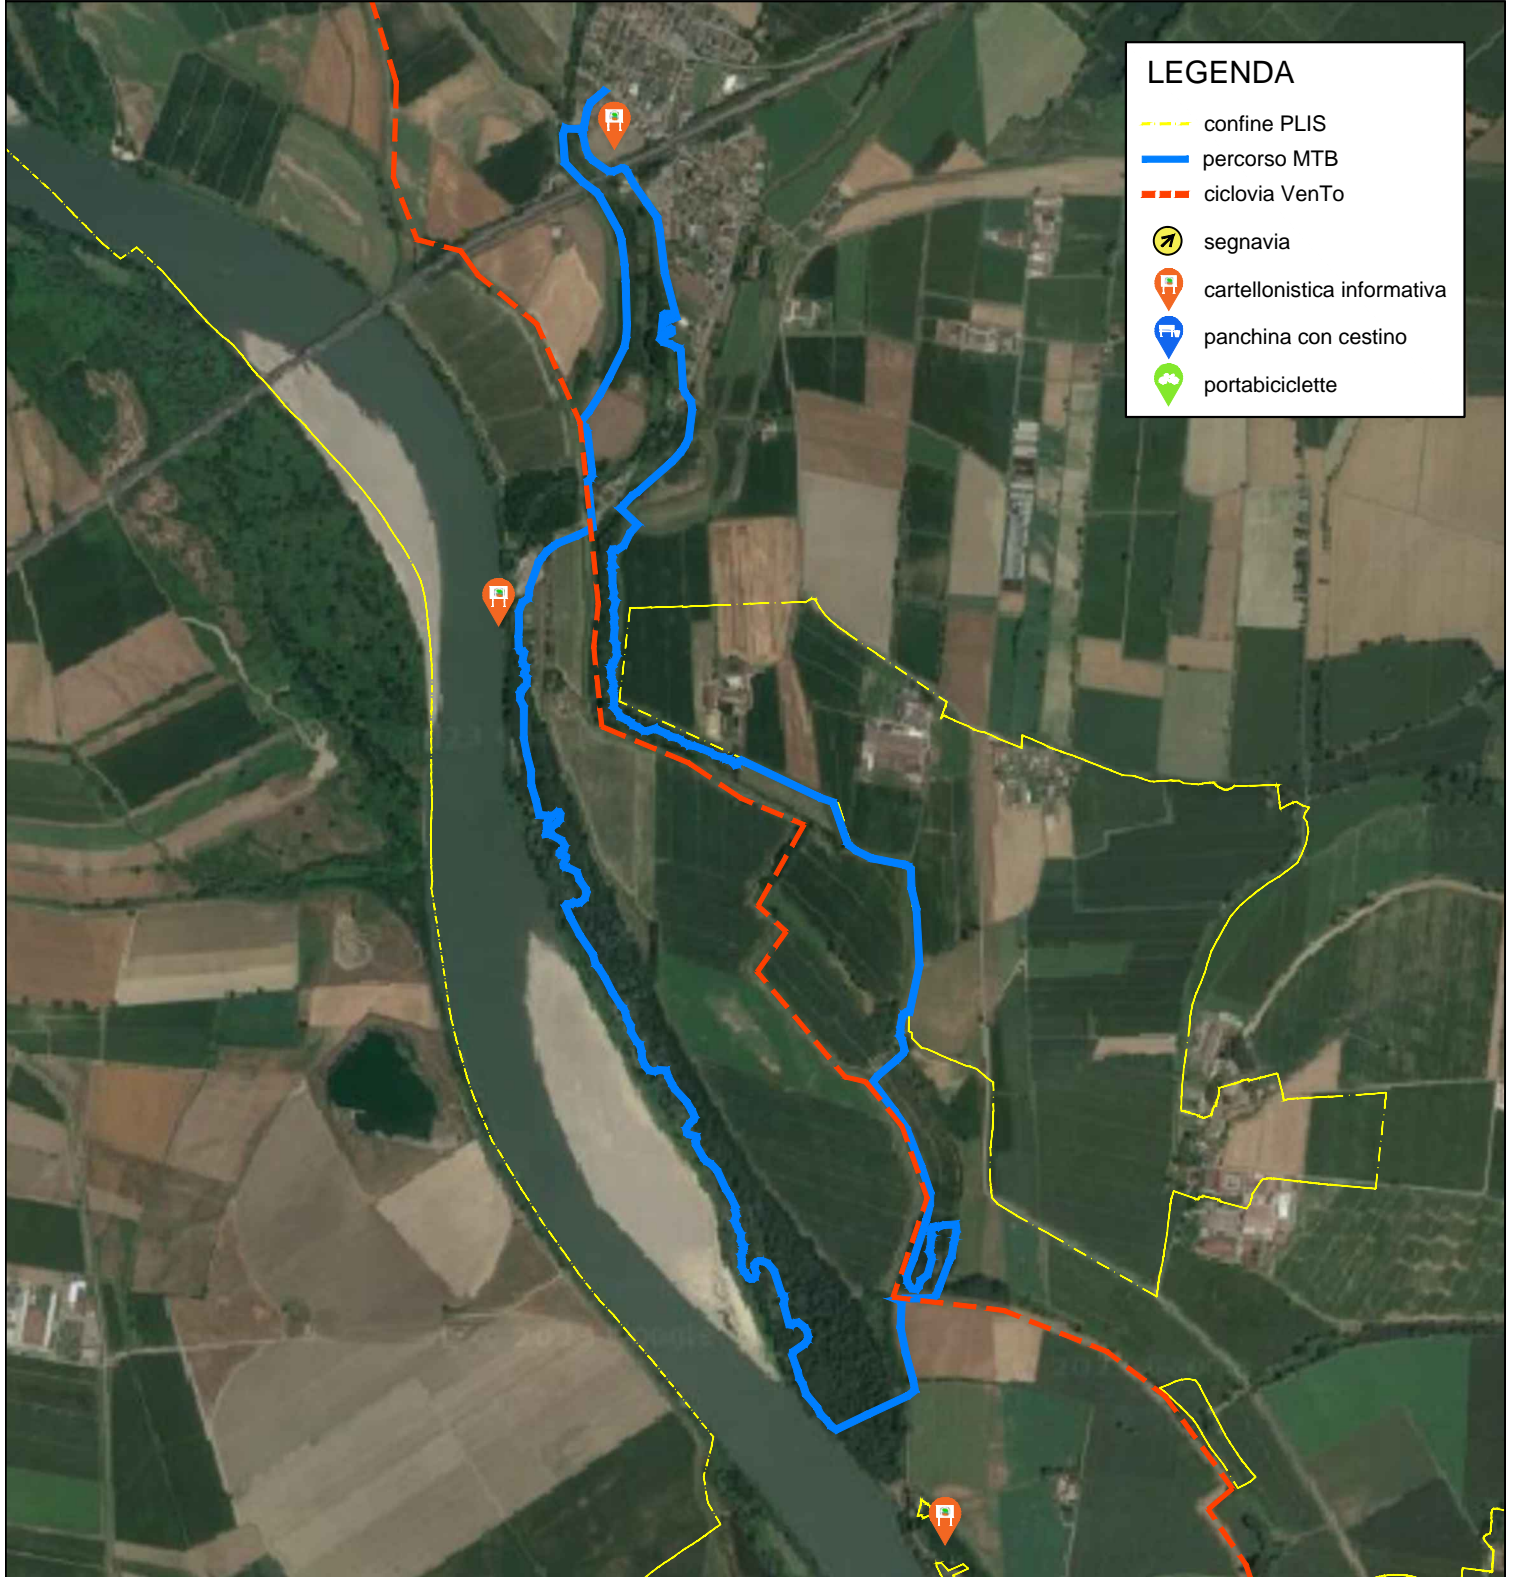 LEGENDA
confine PLIS
percorso MTB
ciclovia VenTo
segnavia
cartellonistica informativa
panchina con cestino
portabiciclette